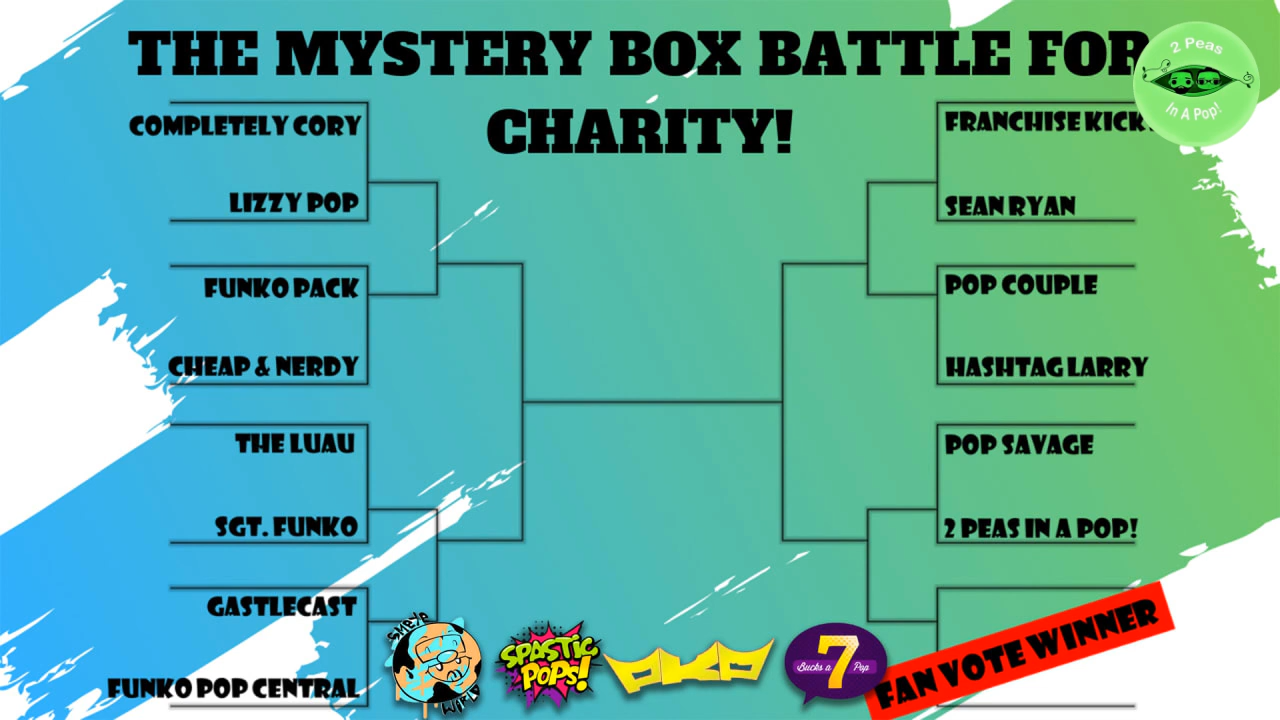 THE MYSTERY BOX BATTLE FOR
CHARITY!
2 Peas
In A Pop!
COMPLETELY CORY
LIZZY POP
FUNKO PACK
CHEAP & NERDY
THE LUAU
SGT. FUNKO
GASTLECAST
FUNKO POP CENTRAL
FRANCHISE KICK
SEAN RYAN
POP COUPLE
HASHTAG LARRY
POP SAVAGE
2 PEAS IN A POP!
FAN VOTE WINNER
SPASTIC
POPS!
PKP
7
Bucks a Pop